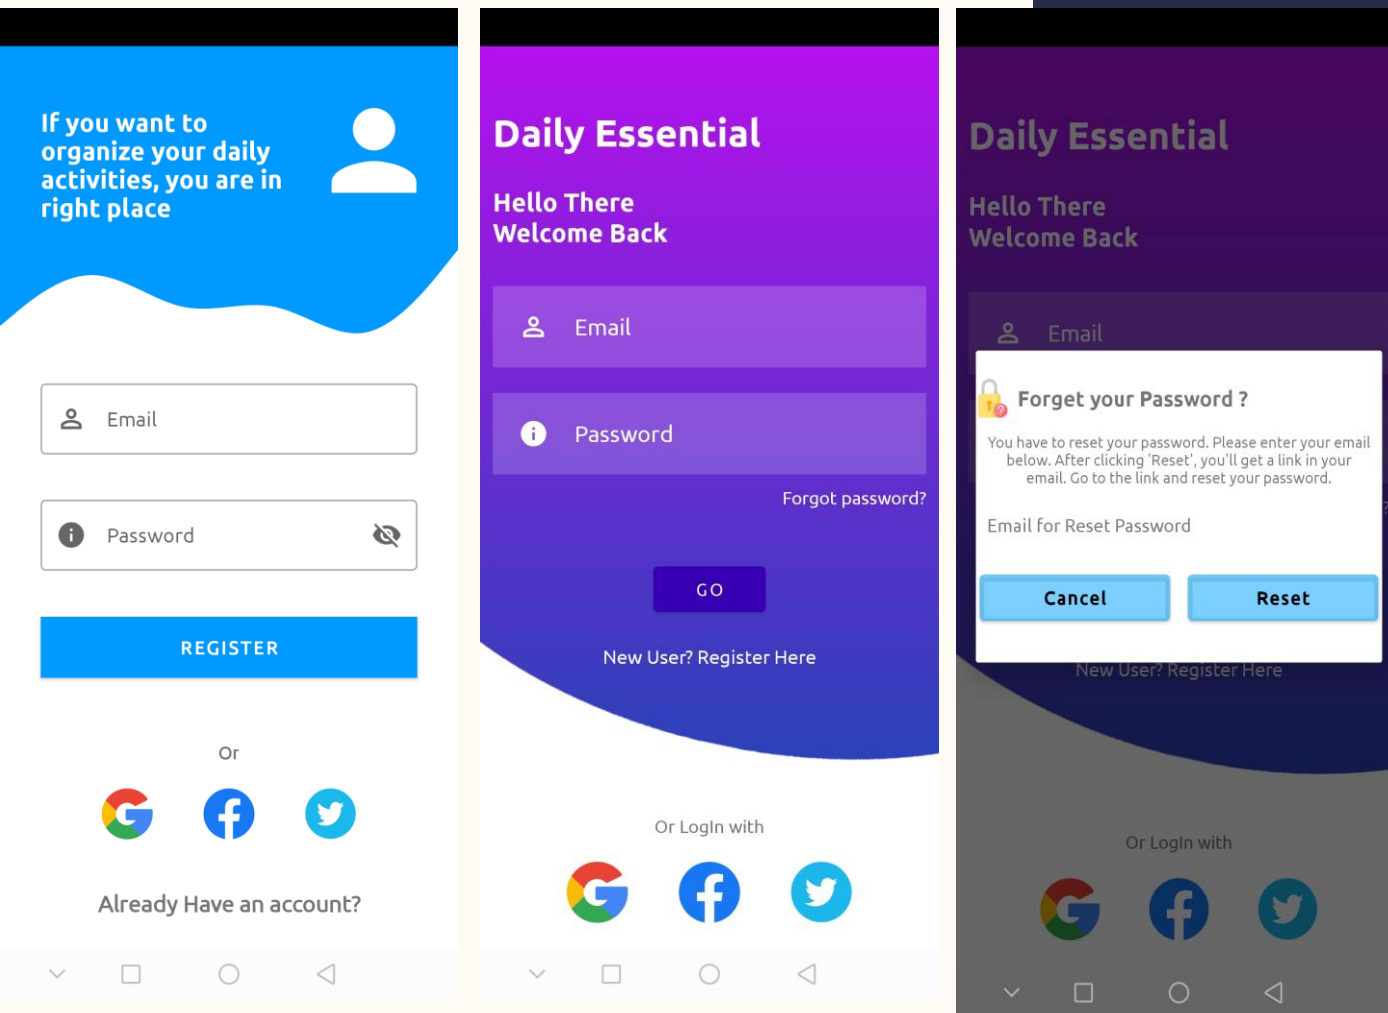 If you want to
organize your daily
activities, you are in
right place
Email
Password
REGISTER
Or
Already Have an account?
Daily Essential
Hello There
Welcome Back
Email
Password
Forgot password?
GO
New User? Register Here
Or LogIn with
Daily Essential
Hello There
Welcome Back
Email
Forget your Password ?
You have to reset your password. Please enter your email
below. After clicking 'Reset', you'll get a link in your
email. Go to the link and reset your password.
Email for Reset Password
Cancel
Reset
New User? Register Here
Or LogIn with